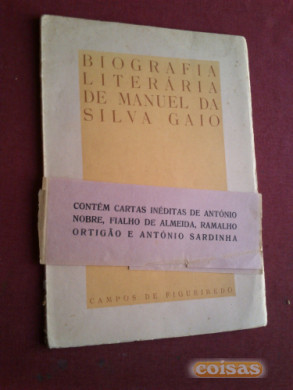 BIOGRAFIA
LITERÁRIA
DE MANUEL DA
SILVA GAIO
CONTÉM CARTAS INÉDITAS DE ANTÓNIO
NOBRE, FIALHO DE ALMEIDA, RAMALHO
ORTIGÃO E ANTÓNIO SARDINHA
CAMPOS DE FIGUEIREDO
coisas